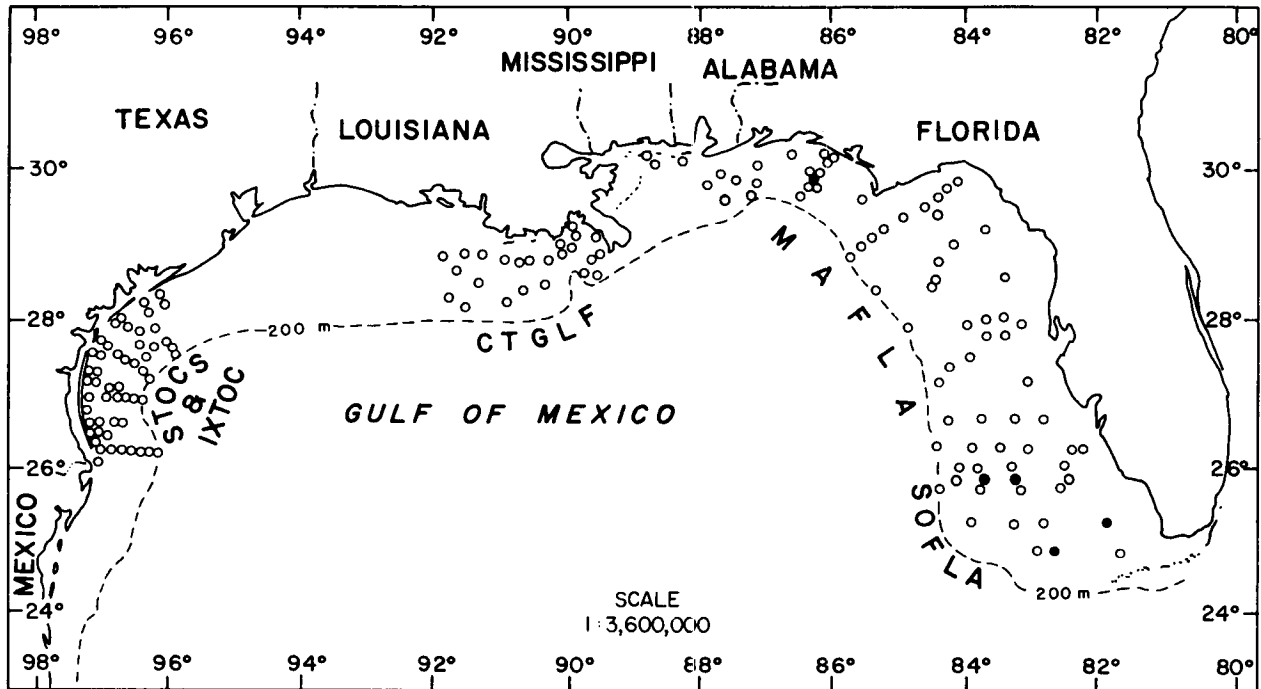 98° 96° 94° 92° 90° 88° 86° 84° 82° 80°
MISSISSIPPI ALABAMA
TEXAS LOUISIANA FLORIDA
30° 30°
MAFLA
28° 200 m 28°
CTGLF
STOCS
&
IXTOC
GULF OF MEXICO
26° 26°
SOFLA
MEXICO
SCALE
1:3,600,000
200 m
24° 24°
98° 96° 94° 92° 90° 88° 86° 84° 82° 80°